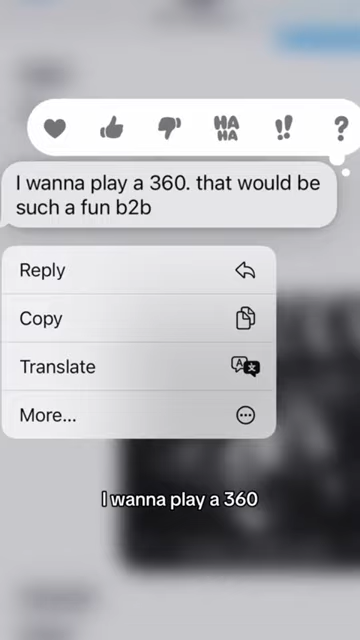 HA
HA
!!
?
I wanna play a 360. that would be
such a fun b2b
Reply
Copy
Translate
More...
I wanna play a 360